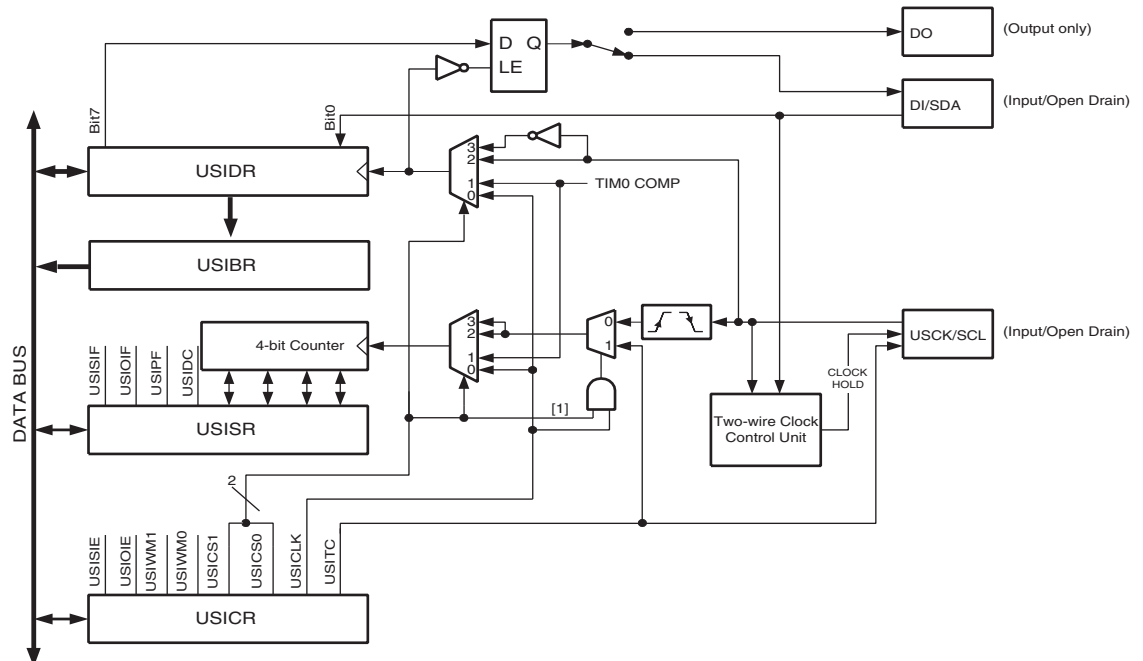 DO
(Output only)
D Q
LE
DI/SDA
(Input/Open Drain)
Bit7
Bit0
USIDR
3
2
1
0
TIM0 COMP
USIBR
4-bit Counter
3
2
1
0
0
1
USCK/SCL
(Input/Open Drain)
CLOCK
HOLD
USISIF
USIOIF
USIPF
USIDC
[1]
Two-wire Clock
Control Unit
USISR
DATA BUS
2
USISIE
USIOIE
USIWM1
USIWM0
USICS1
USICS0
USICLK
USITC
USICR